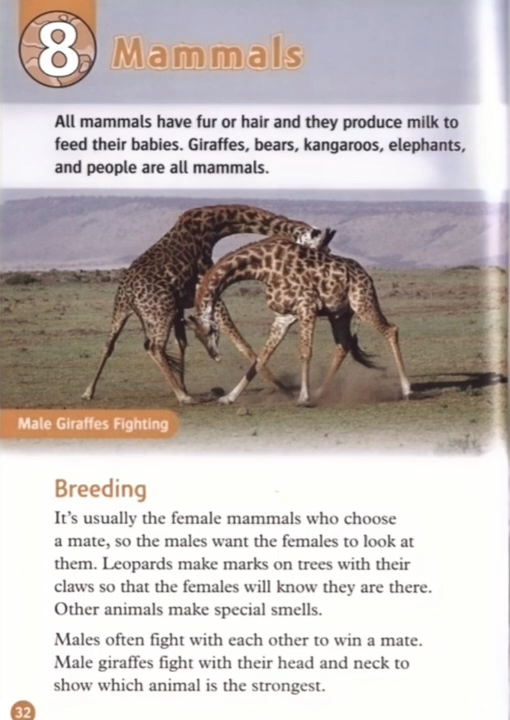 8 Mammals
All mammals have fur or hair and they produce milk to
feed their babies. Giraffes, bears, kangaroos, elephants,
and people are all mammals.
Male Giraffes Fighting
Breeding
It's usually the female mammals who choose
a mate, so the males want the females to look at
them. Leopards make marks on trees with their
claws so that the females will know they are there.
Other animals make special smells.
Males often fight with each other to win a mate.
Male giraffes fight with their head and neck to
show which animal is the strongest.
32